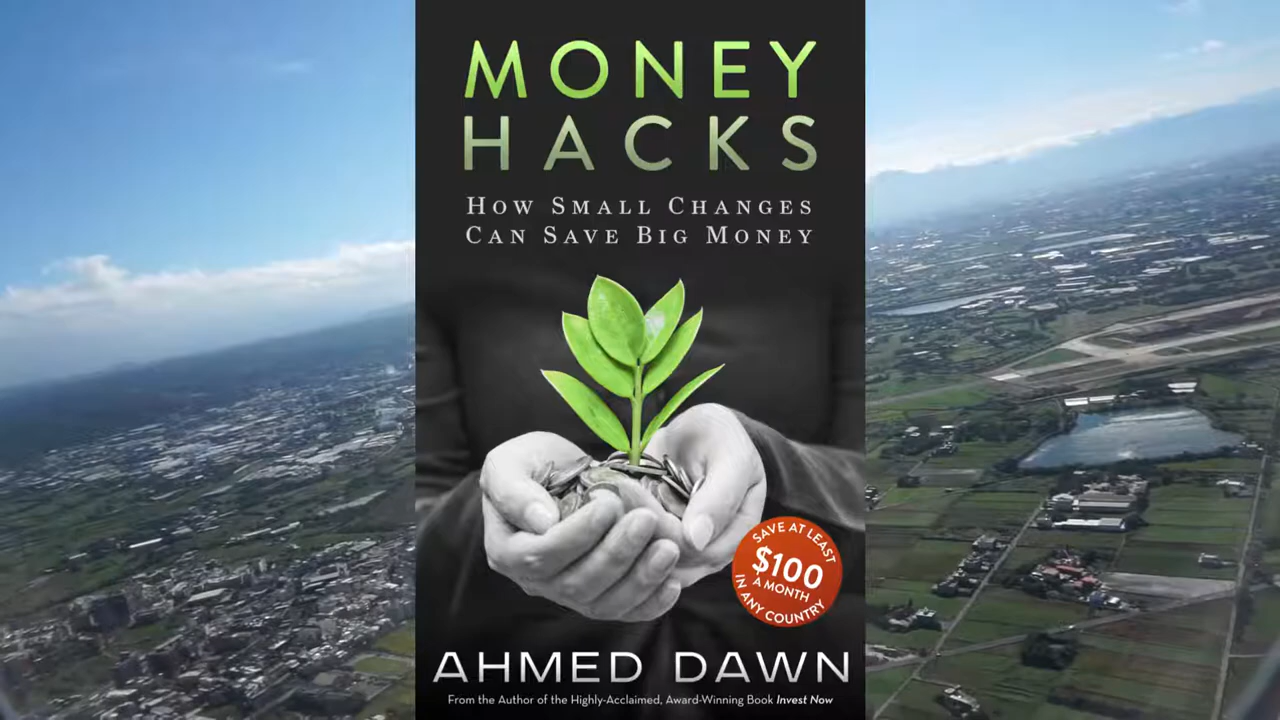 MONEY
HACKS
HOW SMALL CHANGES
CAN SAVE BIG MONEY
SAVE AT LEAST
$100
A MONTH
IN ANY COUNTRY
AHMED DAWN
From the Author of the Highly-Acclaimed, Award-Winning Book Invest Now